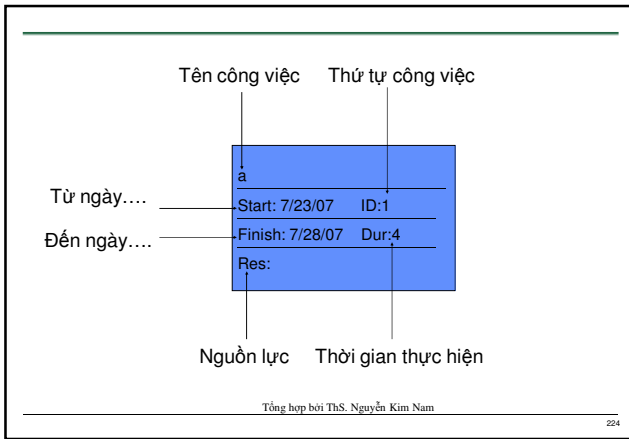 Tên công việc Thứ tự công việc
a
Từ ngày….
Start: 7/23/07 ID:1
Đến ngày….
Finish: 7/28/07 Dur:4
Res:
Nguồn lực Thời gian thực hiện
Tổng hợp bởi ThS. Nguyễn Kim Nam
224